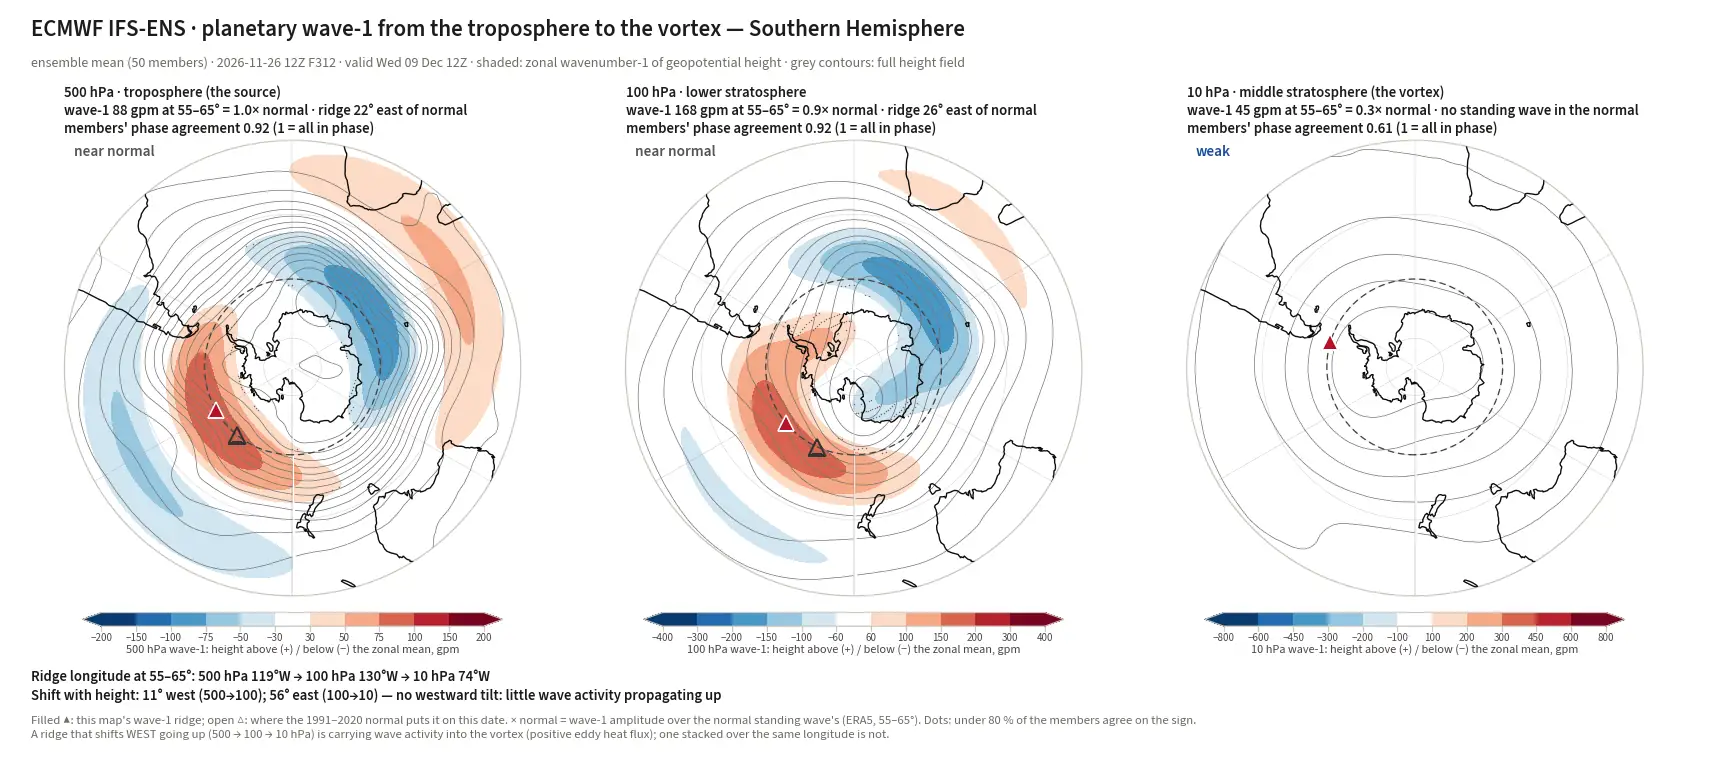 ECMWF IFS-ENS · planetary wave-1 from the troposphere to the vortex — Southern Hemisphere
ensemble mean (50 members) · 2026-11-26 12Z F312 · valid Wed 09 Dec 12Z · shaded: zonal wavenumber-1 of geopotential height · grey contours: full height field
500 hPa · troposphere (the source)
wave-1 88 gpm at 55–65° = 1.0× normal · ridge 22° east of normal
members' phase agreement 0.92 (1 = all in phase)
near normal
100 hPa · lower stratosphere
wave-1 168 gpm at 55–65° = 0.9× normal · ridge 26° east of normal
members' phase agreement 0.92 (1 = all in phase)
near normal
10 hPa · middle stratosphere (the vortex)
wave-1 45 gpm at 55–65° = 0.3× normal · no standing wave in the normal
members' phase agreement 0.61 (1 = all in phase)
weak
−200 −150 −100 −75 −50 −30 30 50 75 100 150 200
500 hPa wave-1: height above (+) / below (−) the zonal mean, gpm
−400 −300 −200 −150 −100 −60 60 100 150 200 300 400
100 hPa wave-1: height above (+) / below (−) the zonal mean, gpm
−800 −600 −450 −300 −200 −100 100 200 300 450 600 800
10 hPa wave-1: height above (+) / below (−) the zonal mean, gpm
Ridge longitude at 55–65°: 500 hPa 119°W → 100 hPa 130°W → 10 hPa 74°W
Shift with height: 11° west (500→100); 56° east (100→10) — no westward tilt: little wave activity propagating up
Filled ▲: this map's wave-1 ridge; open △: where the 1991–2020 normal puts it on this date. × normal = wave-1 amplitude over the normal standing wave's (ERA5, 55–65°). Dots: under 80 % of the members agree on the sign.
A ridge that shifts WEST going up (500 → 100 → 10 hPa) is carrying wave activity into the vortex (positive eddy heat flux); one stacked over the same longitude is not.